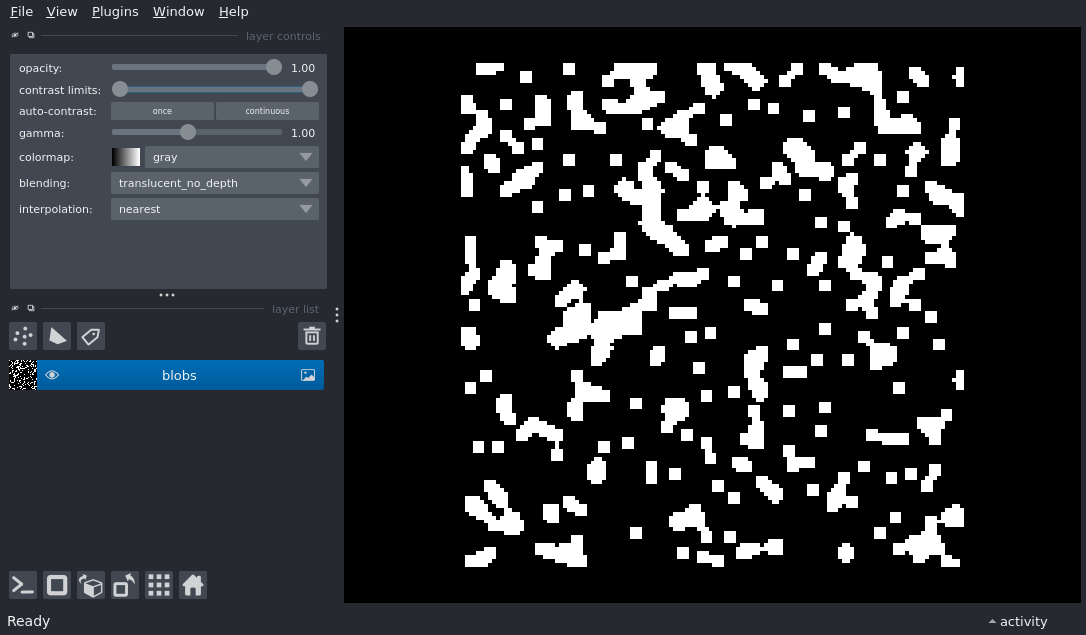 File View Plugins Window Help
layer controls
opacity: 1.00
contrast limits:
auto-contrast: once continuous
gamma: 1.00
colormap: gray
blending: translucent_no_depth
interpolation: nearest
layer list
blobs
Ready activity